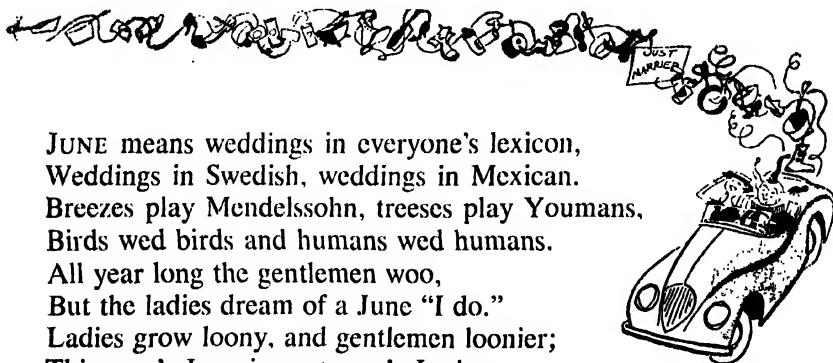 JUST
MARRIED
JUNE means weddings in everyone's lexicon,
Weddings in Swedish, weddings in Mexican.
Breezes play Mendelssohn, treeses play Youmans,
Birds wed birds and humans wed humans.
All year long the gentlemen woo,
But the ladies dream of a June "I do."
Ladies grow loony, and gentlemen loonier;